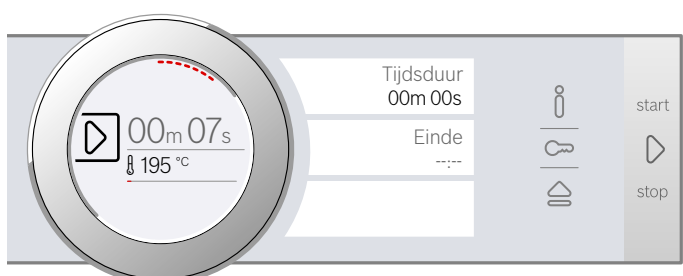 00m 07s
195 °C
Tijdsduur
00m 00s
Einde
--:--
start
stop